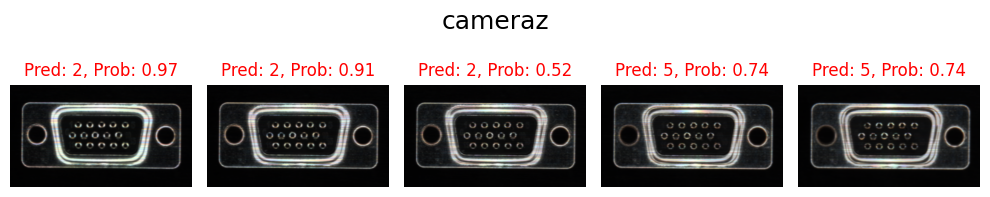 cameraz
Pred: 2, Prob: 0.97
Pred: 2, Prob: 0.91
Pred: 2, Prob: 0.52
Pred: 5, Prob: 0.74
Pred: 5, Prob: 0.74